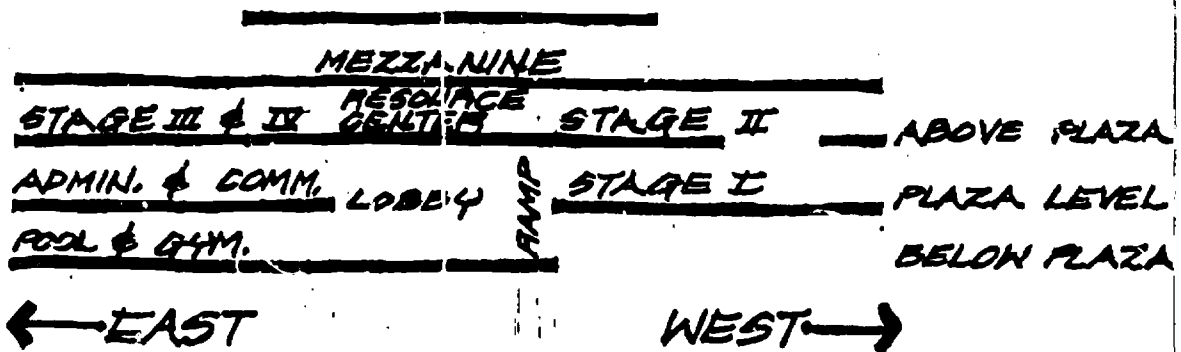 MEZZANINE
RESOURCE
STAGE III & IV CENTER STAGE II ABOVE PLAZA
ADMIN. & COMM. LOBBY RAMP STAGE I PLAZA LEVEL
POOL & GYM. BELOW PLAZA
← EAST WEST →